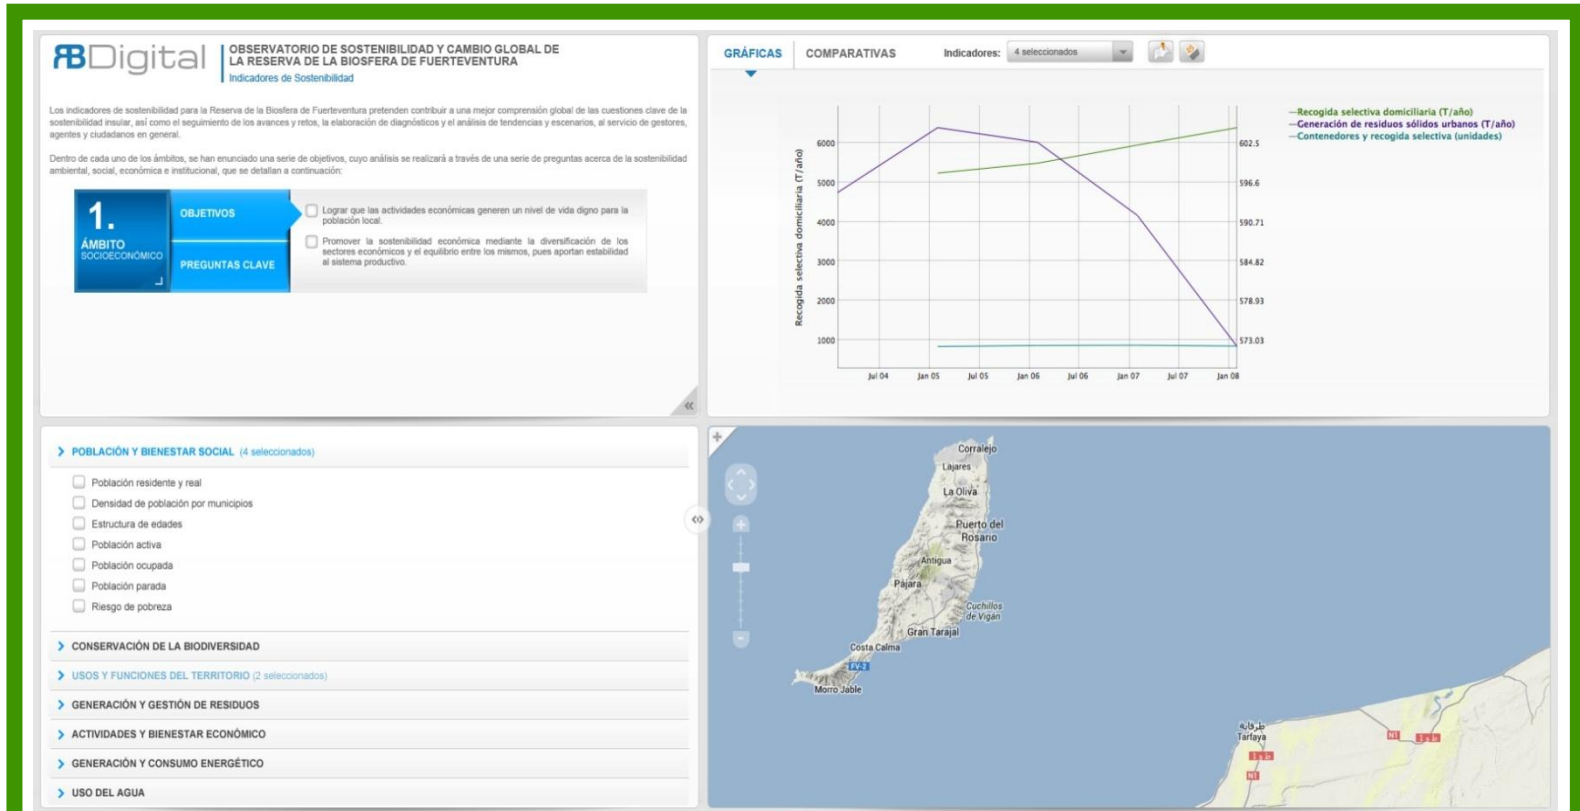 RBDigital
OBSERVATORIO DE SOSTENIBILIDAD Y CAMBIO GLOBAL DE
LA RESERVA DE LA BIOSFERA DE FUERTEVENTURA
Indicadores de Sostenibilidad
Los indicadores de sostenibilidad para la Reserva de la Biosfera de Fuerteventura pretenden contribuir a una mejor comprensión global de las cuestiones clave de la
sostenibilidad insular, así como el seguimiento de los avances y retos, la elaboración de diagnósticos y el análisis de tendencias y escenarios, al servicio de gestores,
agentes y ciudadanos en general.
Dentro de cada uno de los ámbitos, se han enunciado una serie de objetivos, cuyo análisis se realizará a través de una serie de preguntas acerca de la sostenibilidad
ambiental, social, económica e institucional, que se detallan a continuación:
1.
ÁMBITO
SOCIOECONÓMICO
OBJETIVOS
PREGUNTAS CLAVE
Lograr que las actividades económicas generen un nivel de vida digno para la
población local.
Promover la sostenibilidad económica mediante la diversificación de los
sectores económicos y el equilibrio entre los mismos, pues aportan estabilidad
al sistema productivo.
GRÁFICAS
COMPARATIVAS
Indicadores: 4 seleccionados
Recogida selectiva domiciliaria (T/año)
Generación de residuos sólidos urbanos (T/año)
Contenedores y recogida selectiva (unidades)
Recogida selectiva domiciliaria (T/año)
6000
5000
4000
3000
2000
1000
602.5
596.6
590.71
584.82
578.93
573.03
Jul 04 Jan 05 Jul 05 Jan 06 Jul 06 Jan 07 Jul 07 Jan 08
POBLACIÓN Y BIENESTAR SOCIAL (4 seleccionados)
Población residente y real
Densidad de población por municipios
Estructura de edades
Población activa
Población ocupada
Población parada
Riesgo de pobreza
CONSERVACIÓN DE LA BIODIVERSIDAD
USOS Y FUNCIONES DEL TERRITORIO (2 seleccionados)
GENERACIÓN Y GESTIÓN DE RESIDUOS
ACTIVIDADES Y BIENESTAR ECONÓMICO
GENERACIÓN Y CONSUMO ENERGÉTICO
USO DEL AGUA
Corralejo
Lajares
La Oliva
Puerto del
Rosario
Antigua
Pájara
Cuchillos
de Vigán
Gran Tarajal
Costa Calma
FV-2
Morro Jable
طرفاية
Tarfaya
N1
N1
N1